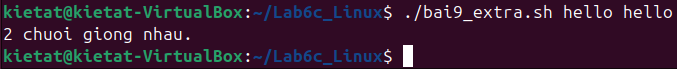 kietat@kietat-VirtualBox:~/Lab6c_Linux$ ./bai9_extra.sh hello hello
2 chuoi giong nhau.
kietat@kietat-VirtualBox:~/Lab6c_Linux$